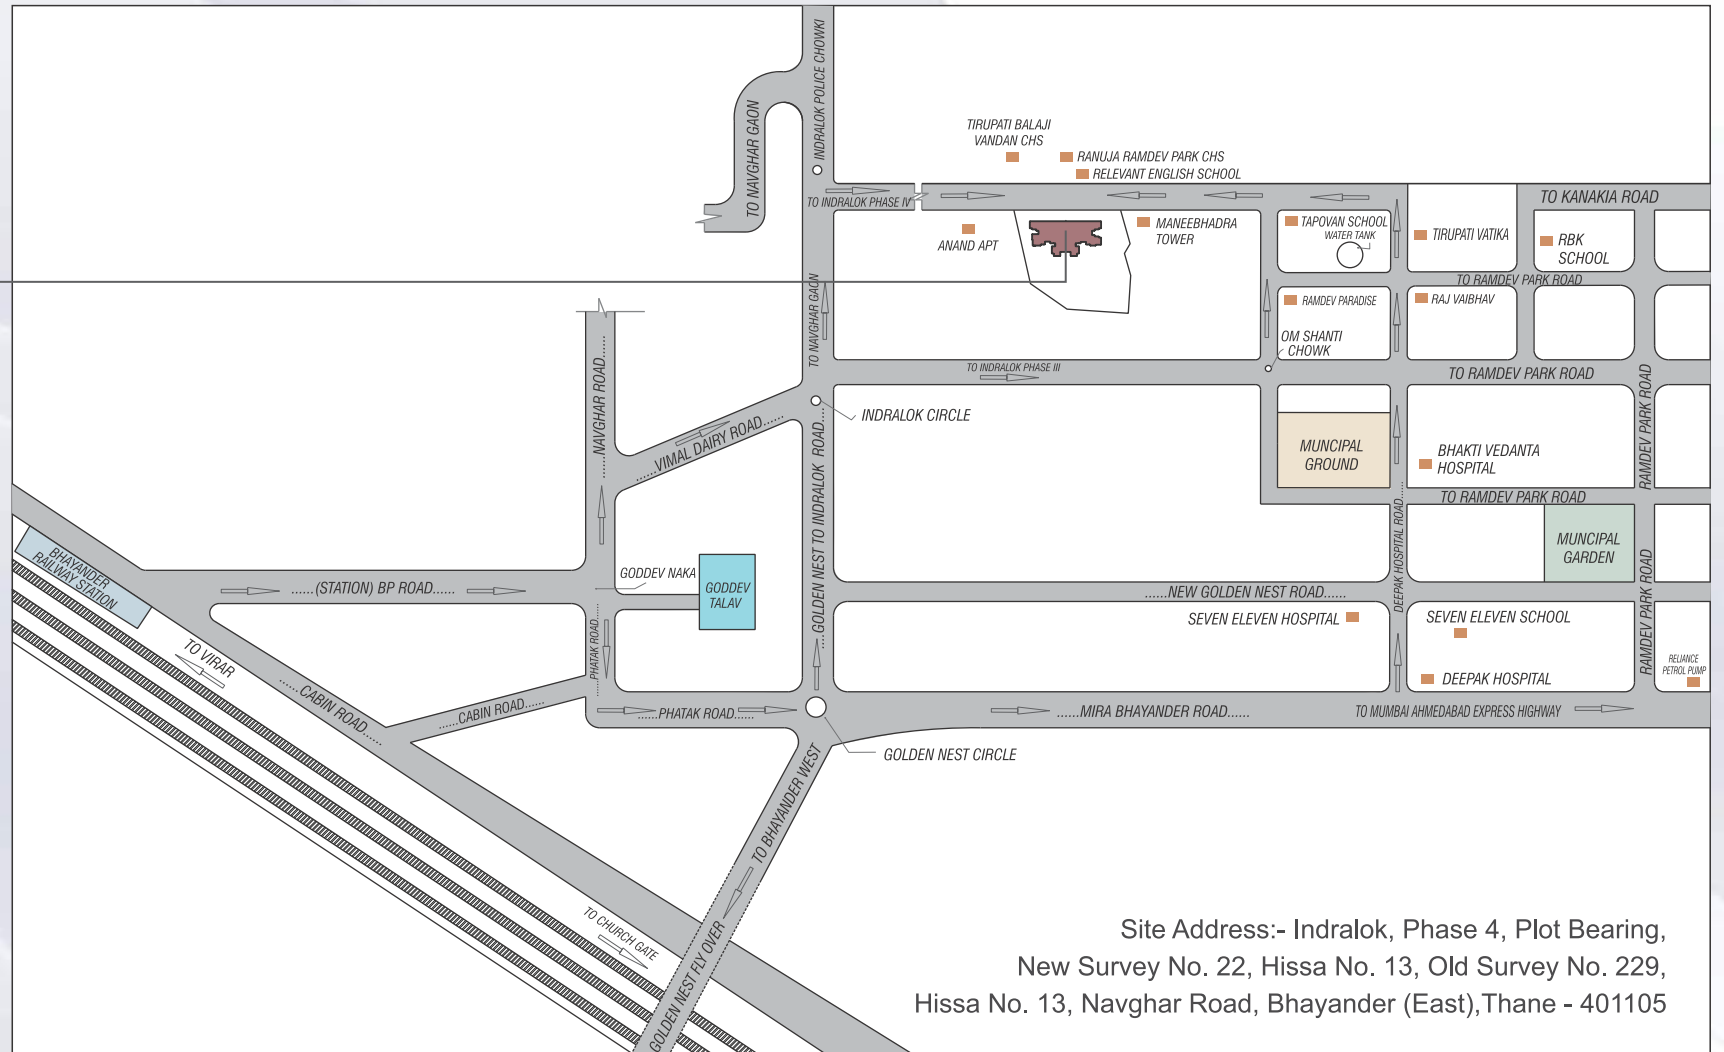 INDRALOK POLICE CHOWKI
TO NAVGHAR GAON
TIRUPATI BALAJI
VANDAN CHS
RANUJA RAMDEV PARK CHS
RELEVANT ENGLISH SCHOOL
TO INDRALOK PHASE IV
TO KANAKIA ROAD
ANAND APT
MANEEBHADRA
TOWER
TAPOVAN SCHOOL
WATER TANK
TIRUPATI VATIKA
RBK
SCHOOL
TO RAMDEV PARK ROAD
RAMDEV PARADISE
RAJ VAIBHAV
TO NAVGHAR GAON
OM SHANTI
CHOWK
TO INDRALOK PHASE III
TO RAMDEV PARK ROAD
NAVGHAR ROAD......
INDRALOK CIRCLE
......VIMAL DAIRY ROAD......
......GOLDEN NEST TO INDRALOK ROAD......
MUNCIPAL
GROUND
BHAKTI VEDANTA
HOSPITAL
RAMDEV PARK ROAD
TO RAMDEV PARK ROAD
DEEPAK HOSPITAL ROAD......
MUNCIPAL
GARDEN
BHAYANDER
RAILWAY STATION
......(STATION) BP ROAD......
GODDEV NAKA
GODDEV
TALAV
......NEW GOLDEN NEST ROAD......
RAMDEV PARK ROAD
SEVEN ELEVEN HOSPITAL
SEVEN ELEVEN SCHOOL
TO VIRAR
PHATAK ROAD......
RELIANCE
PETROL PUMP
DEEPAK HOSPITAL
......CABIN ROAD......
......CABIN ROAD......
......PHATAK ROAD......
......MIRA BHAYANDER ROAD......
TO MUMBAI AHMEDABAD EXPRESS HIGHWAY
GOLDEN NEST CIRCLE
TO BHAYANDER WEST
TO CHURCH GATE
GOLDEN NEST FLY OVER
Site Address:- Indralok, Phase 4, Plot Bearing,
New Survey No. 22, Hissa No. 13, Old Survey No. 229,
Hissa No. 13, Navghar Road, Bhayander (East),Thane - 401105